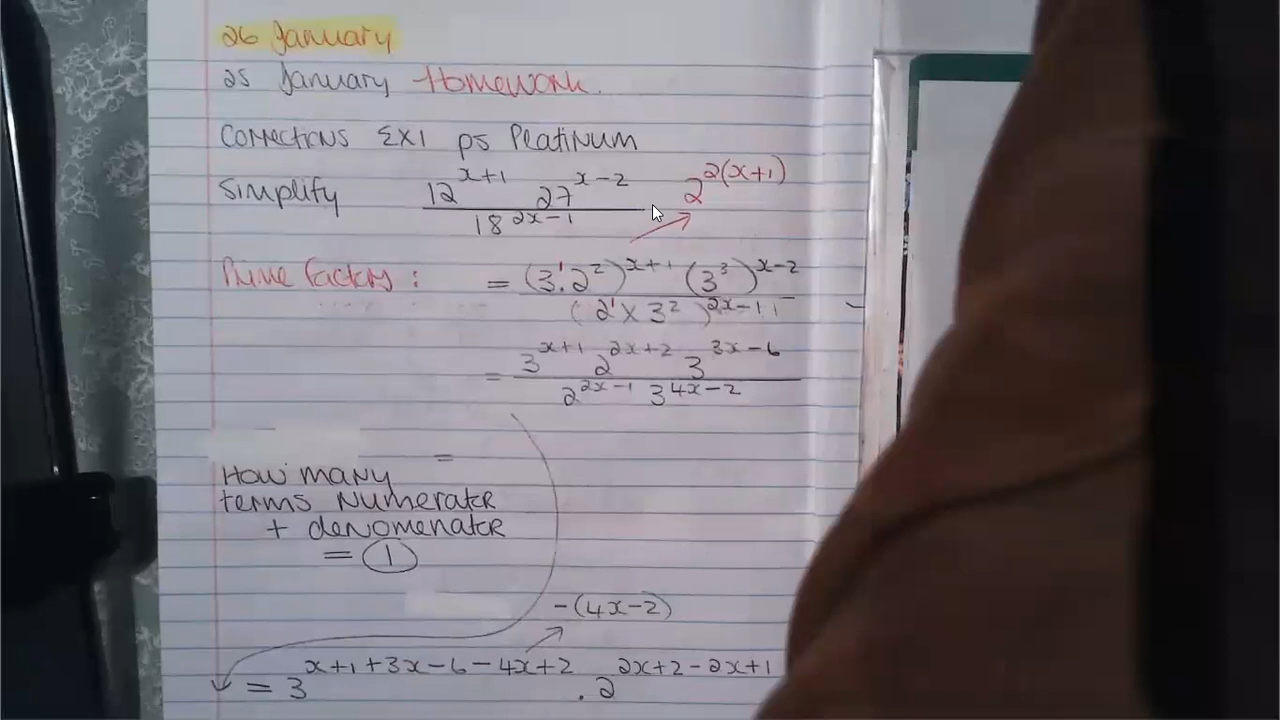 26 January
25 January Homework.
Corrections Ex1 p5 Platinum
Simplify 12^{x+1} 27^{x-2} / 18^{2x-1} 2^{2(x+1)}
Prime factors : = (3^1.2^2)^{x+1} (3^3)^{x-2} / (2^1 x 3^2)^{2x-1}
= 3^{x+1} 2^{2x+2} 3^{3x-6} / 2^{2x-1} 3^{4x-2}
=
How many
terms Numerator
+ denomenator
= 1
-(4x-2)
= 3^{x+1+3x-6-4x+2} . 2^{2x+2-2x+1}